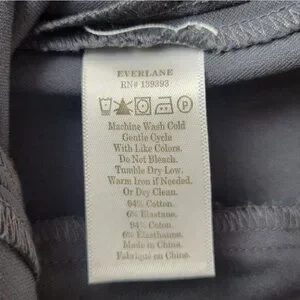 EVERLANE
RN# 139393
P
Machine Wash Cold
Gentle Cycle
With Like Colors.
Do Not Bleach.
Tumble Dry Low.
Warm Iron if Needed.
Or Dry Clean.
94% Cotton.
6% Elastane.
94% Coton.
6% Elasthanne.
Made in China.
Fabriqué en Chine.